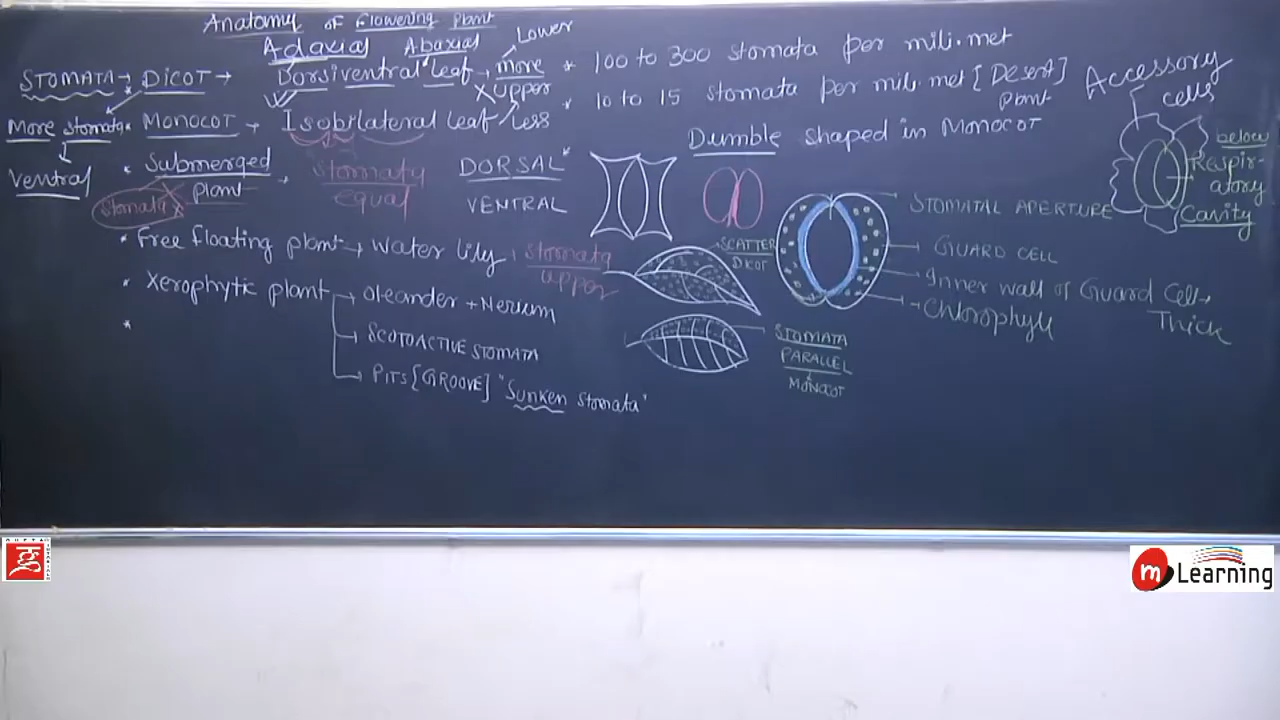 Anatomy of Flowering Plant
Adaxial Abaxial
Lower
STOMATA → DICOT → Dorsiventral leaf → more
X upper
More stomata * MONOCOT → Isobilateral leaf less
Ventral
* Submerged plant →
Stomata X
Stomata equal
DORSAL
VENTRAL
* Free floating plant → Water lily, stomata upper
* Xerophytic plant → Oleander + Nerium
→ SCOTOACTIVE STOMATA
→ PITS [GROOVE] "Sunken Stomata"
*
* 100 to 300 stomata per mili.met
* 10 to 15 stomata per mili.met [Desert Plant]
Dumble shaped in MONOCOT
SCATTER
DICOT
STOMATA
PARALLEL
MONOCOT
STOMATAL APERTURE
GUARD CELL
Inner wall of Guard Cell → Thick
Chlorophyll
Accessory cells
below
Respir-
atory
Cavity
GUPTA
m Learning